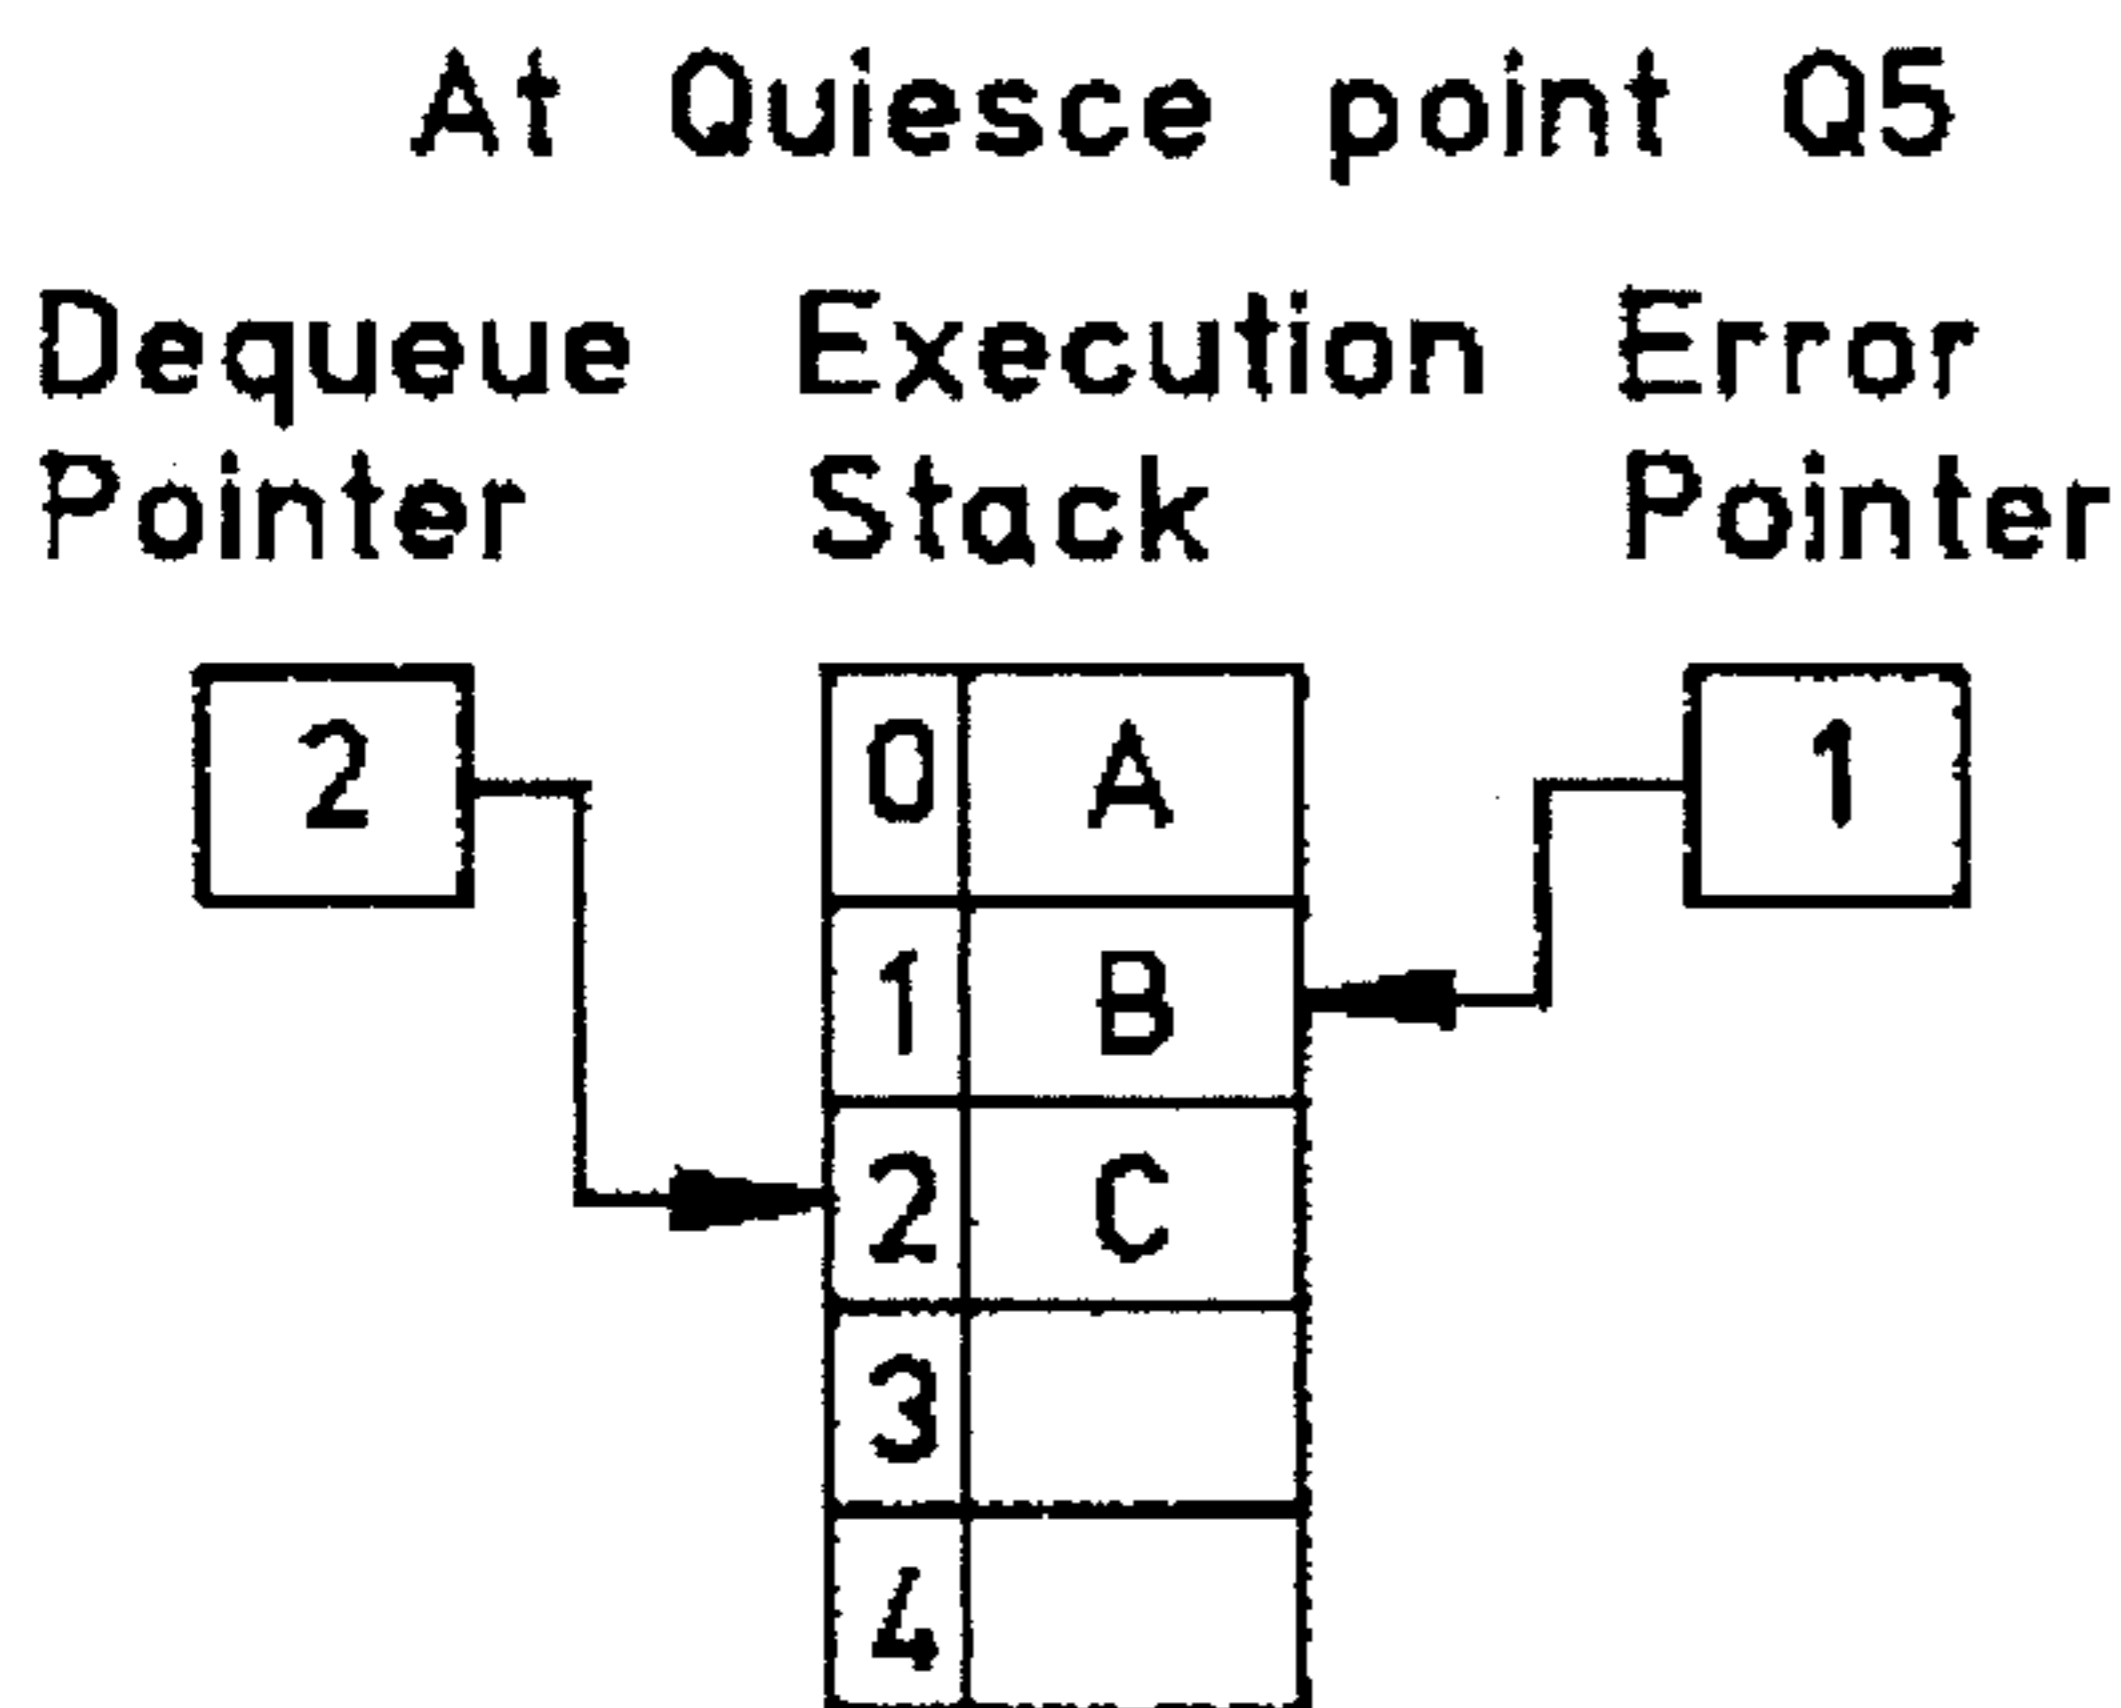 At Quiesce point Q5
Dequeue Execution Error
Pointer Stack Pointer
2 0 A 1
1 B
2 C
3
4